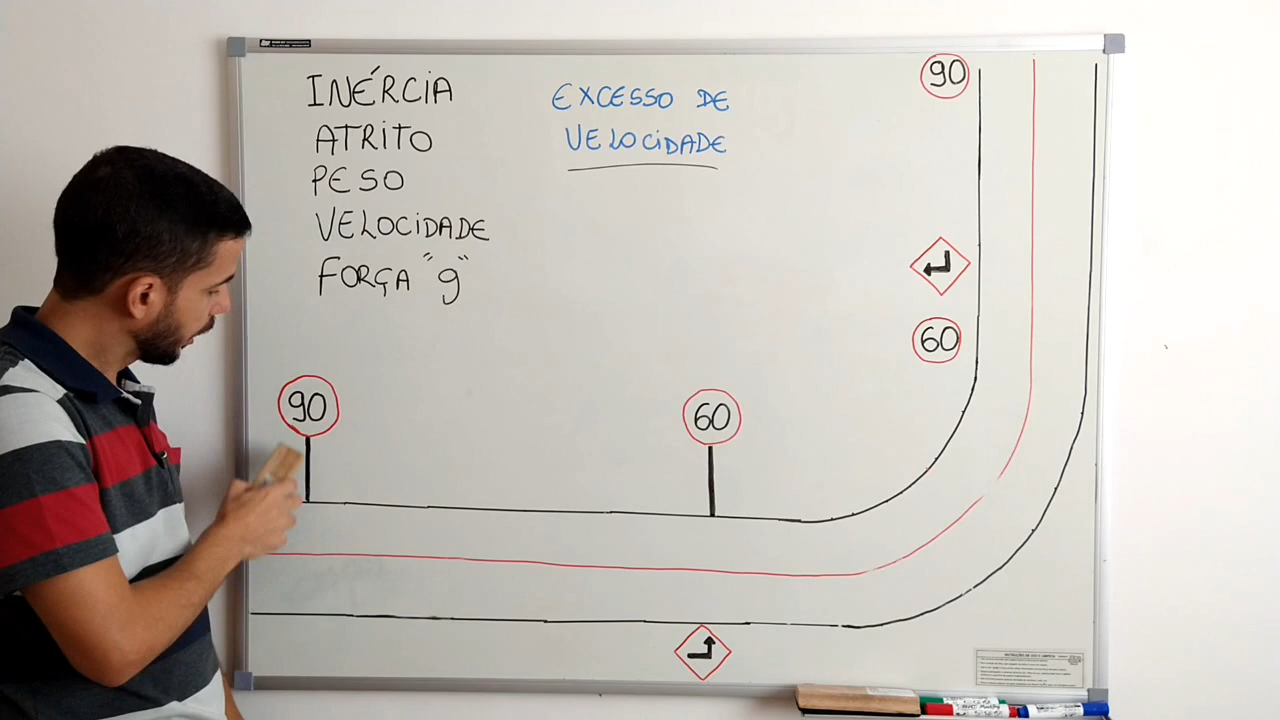 INÉRCIA
ATRITO
PESO
VELOCIDADE
FORÇA "g"
EXCESSO DE
VELOCIDADE
90
60
90
60